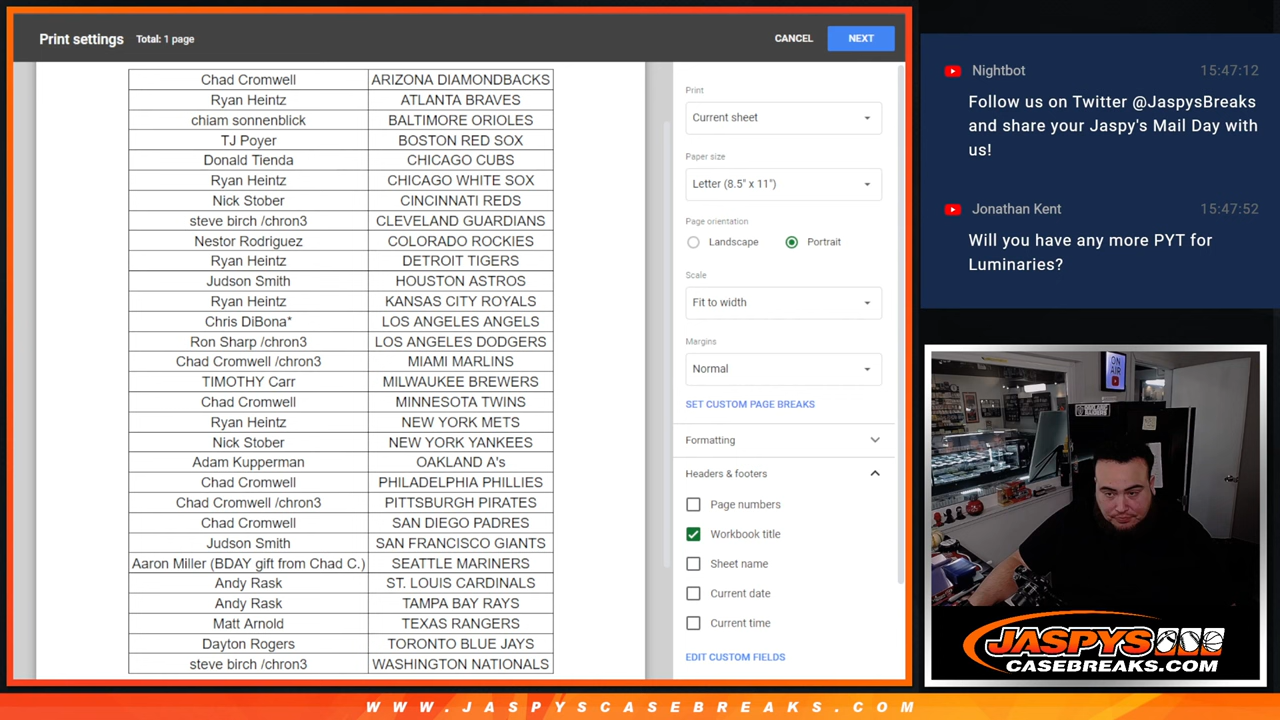 Print settings Total: 1 page
CANCEL NEXT
Chad Cromwell ARIZONA DIAMONDBACKS
Ryan Heintz ATLANTA BRAVES
chiam sonnenblick BALTIMORE ORIOLES
TJ Poyer BOSTON RED SOX
Donald Tienda CHICAGO CUBS
Ryan Heintz CHICAGO WHITE SOX
Nick Stober CINCINNATI REDS
steve birch /chron3 CLEVELAND GUARDIANS
Nestor Rodriguez COLORADO ROCKIES
Ryan Heintz DETROIT TIGERS
Judson Smith HOUSTON ASTROS
Ryan Heintz KANSAS CITY ROYALS
Chris DiBona* LOS ANGELES ANGELS
Ron Sharp /chron3 LOS ANGELES DODGERS
Chad Cromwell /chron3 MIAMI MARLINS
TIMOTHY Carr MILWAUKEE BREWERS
Chad Cromwell MINNESOTA TWINS
Ryan Heintz NEW YORK METS
Nick Stober NEW YORK YANKEES
Adam Kupperman OAKLAND A's
Chad Cromwell PHILADELPHIA PHILLIES
Chad Cromwell /chron3 PITTSBURGH PIRATES
Chad Cromwell SAN DIEGO PADRES
Judson Smith SAN FRANCISCO GIANTS
Aaron Miller (BDAY gift from Chad C.) SEATTLE MARINERS
Andy Rask ST. LOUIS CARDINALS
Andy Rask TAMPA BAY RAYS
Matt Arnold TEXAS RANGERS
Dayton Rogers TORONTO BLUE JAYS
steve birch /chron3 WASHINGTON NATIONALS
Print
Current sheet
Paper size
Letter (8.5" x 11")
Page orientation
Landscape Portrait
Scale
Fit to width
Margins
Normal
SET CUSTOM PAGE BREAKS
Formatting
Headers & footers
Page numbers
Workbook title
Sheet name
Current date
Current time
EDIT CUSTOM FIELDS
Nightbot 15:47:12
Follow us on Twitter @JaspysBreaks
and share your Jaspy's Mail Day with
us!
Jonathan Kent 15:47:52
Will you have any more PYT for
Luminaries?
ON
AIR
JASPYS
CASEBREAKS.COM
WWW.JASPYSCASEBREAKS.COM